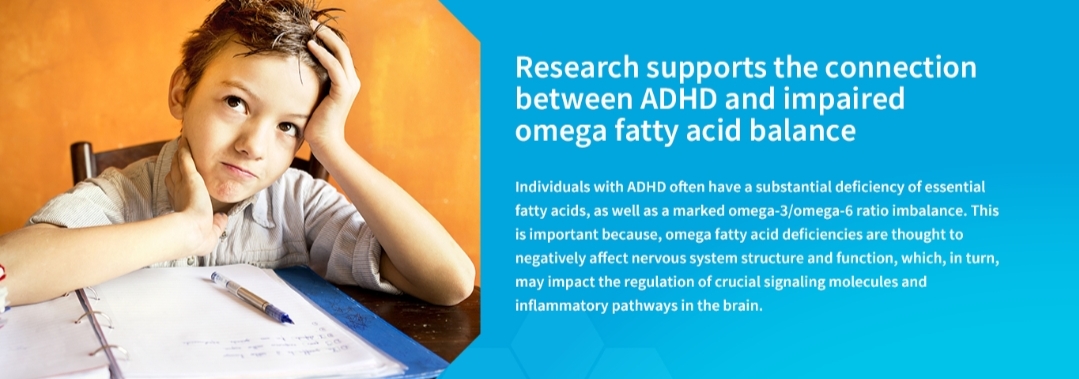 Research supports the connection
between ADHD and impaired
omega fatty acid balance
Individuals with ADHD often have a substantial deficiency of essential
fatty acids, as well as a marked omega-3/omega-6 ratio imbalance. This
is important because, omega fatty acid deficiencies are thought to
negatively affect nervous system structure and function, which, in turn,
may impact the regulation of crucial signaling molecules and
inflammatory pathways in the brain.